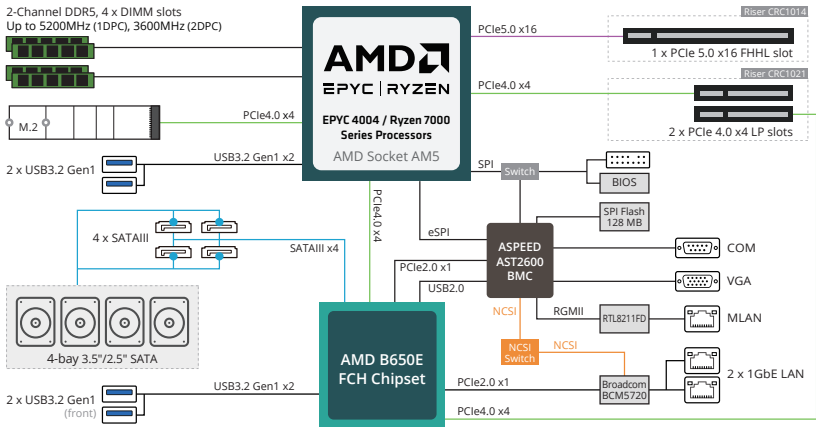 2-Channel DDR5, 4 x DIMM slots
Up to 5200MHz (1DPC), 3600MHz (2DPC)
M.2
PCIe4.0 x4
2 x USB3.2 Gen1
USB3.2 Gen1 x2
AMD
EPYC | RYZEN
EPYC 4004 / Ryzen 7000
Series Processors
AMD Socket AM5
PCIe5.0 x16
Riser CRC1014
1 x PCIe 5.0 x16 FHHL slot
PCIe4.0 x4
Riser CRC1021
2 x PCIe 4.0 x4 LP slots
SPI
Switch
BIOS
SPI Flash
128 MB
PCIe4.0 x4
eSPI
ASPEED
AST2600
BMC
COM
VGA
4 x SATAIII
SATAIII x4
PCIe2.0 x1
USB2.0
NCSI
RGMII
RTL8211FD
MLAN
4-bay 3.5"/2.5" SATA
AMD B650E
FCH Chipset
NCSI
Switch
NCSI
2 x USB3.2 Gen1
(front)
USB3.2 Gen1 x2
PCIe2.0 x1
Broadcom
BCM5720
2 x 1GbE LAN
PCIe4.0 x4